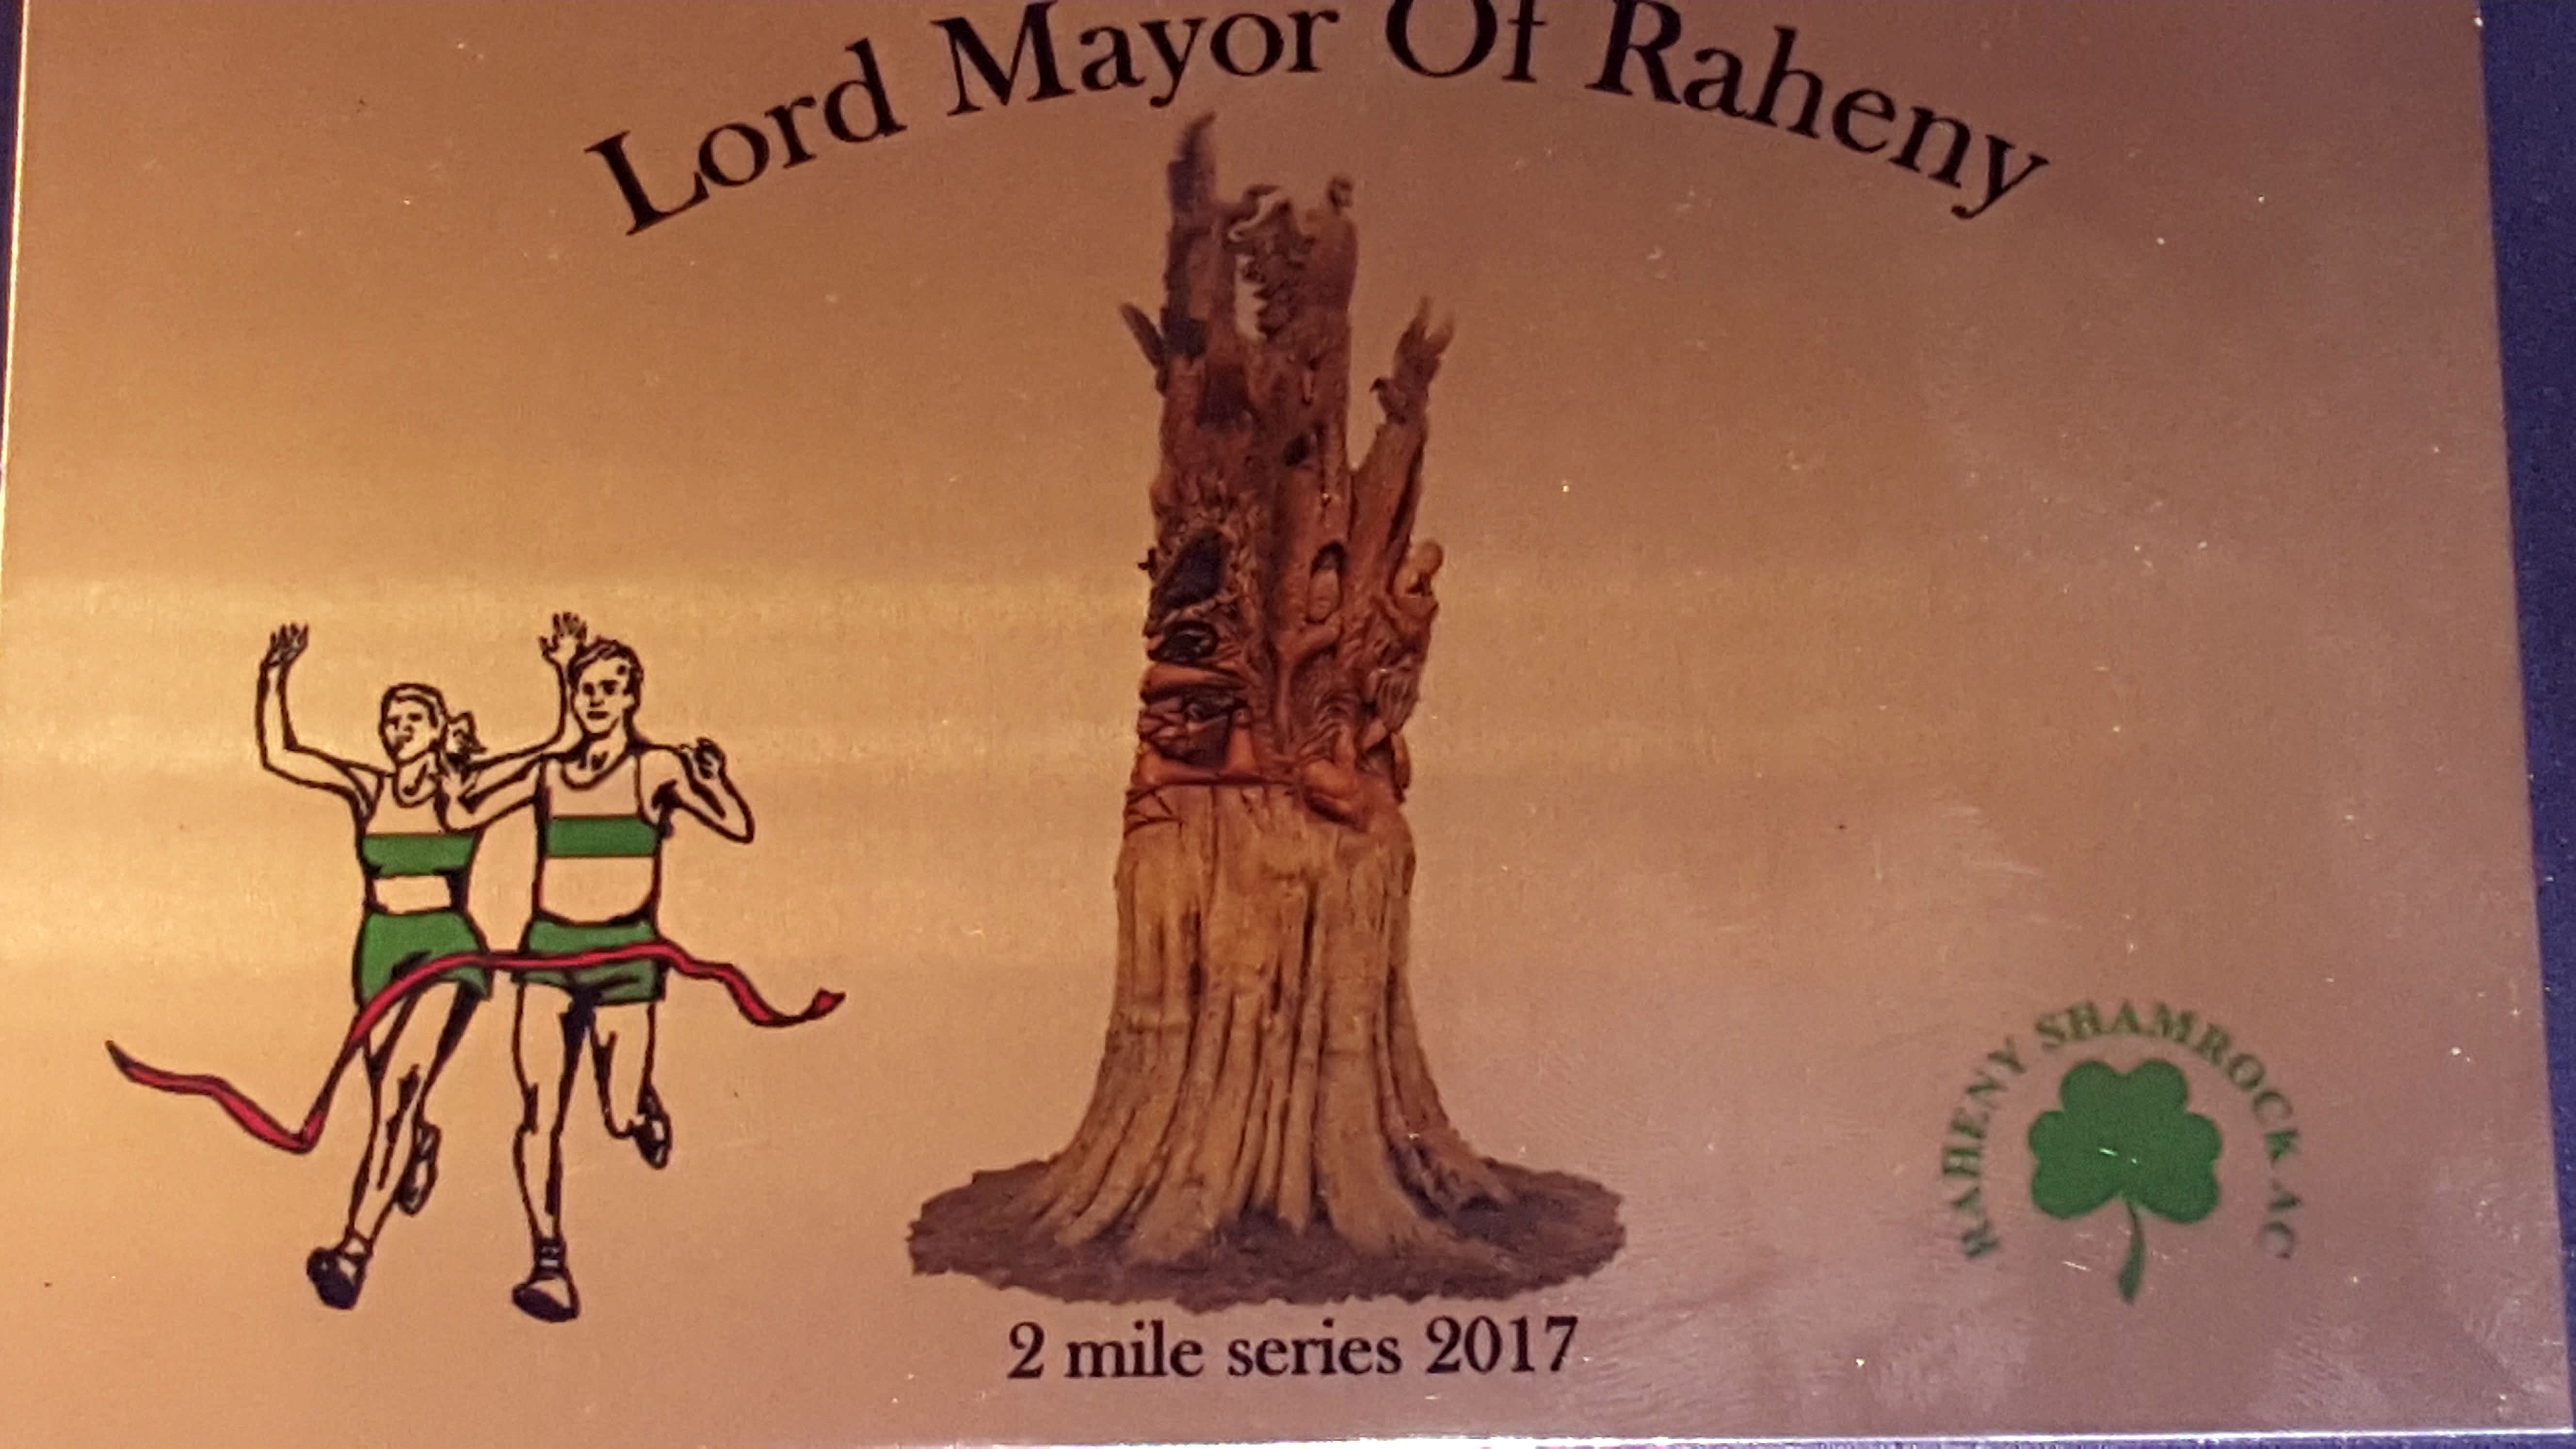 Lord Mayor Of Raheny
RAHENY SHAMROCK AC
2 mile series 2017